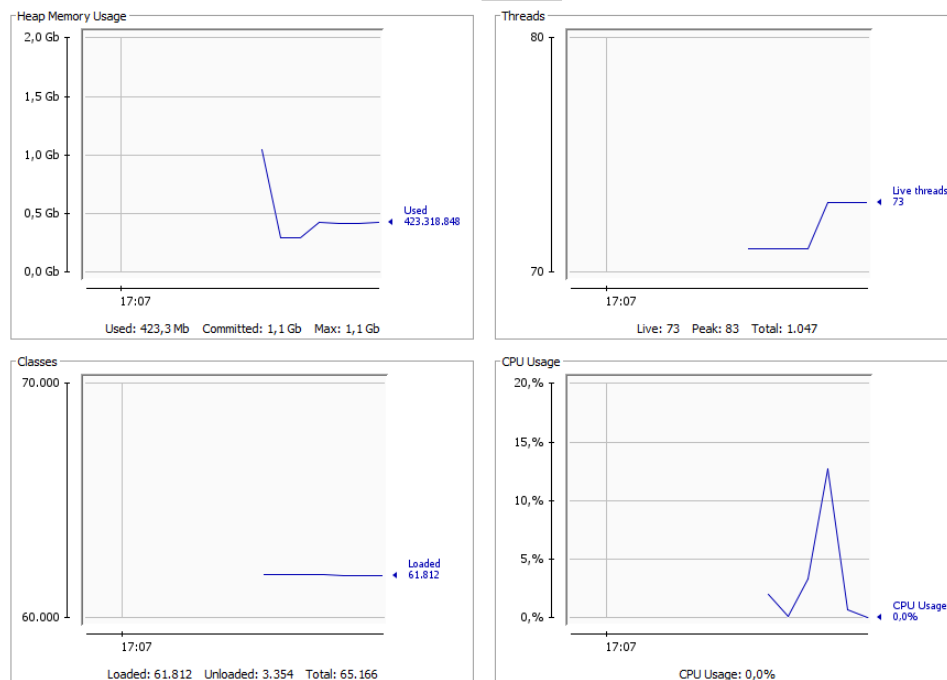 Heap Memory Usage
2,0 Gb
1,5 Gb
1,0 Gb
0,5 Gb
0,0 Gb
Used
423.318.848
17:07
Used: 423,3 Mb Committed: 1,1 Gb Max: 1,1 Gb
Threads
80
70
Live threads
73
17:07
Live: 73 Peak: 83 Total: 1.047
Classes
70.000
60.000
Loaded
61.812
17:07
Loaded: 61.812 Unloaded: 3.354 Total: 65.166
CPU Usage
20,%
15,%
10,%
5,%
0,%
CPU Usage
0,0%
17:07
CPU Usage: 0,0%